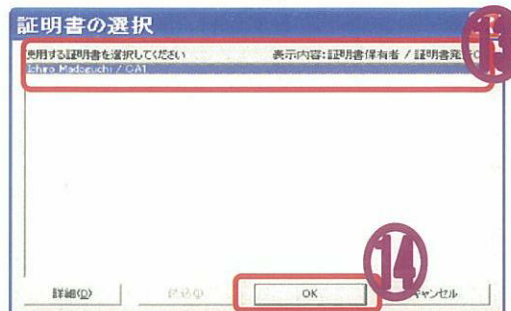 証明書の選択
使用する証明書を選択してください 表示内容:証明書保有者 / 証明書発
Ichiro Madoguchi / CA1
詳細(D)
OK
キャンセル
⑭